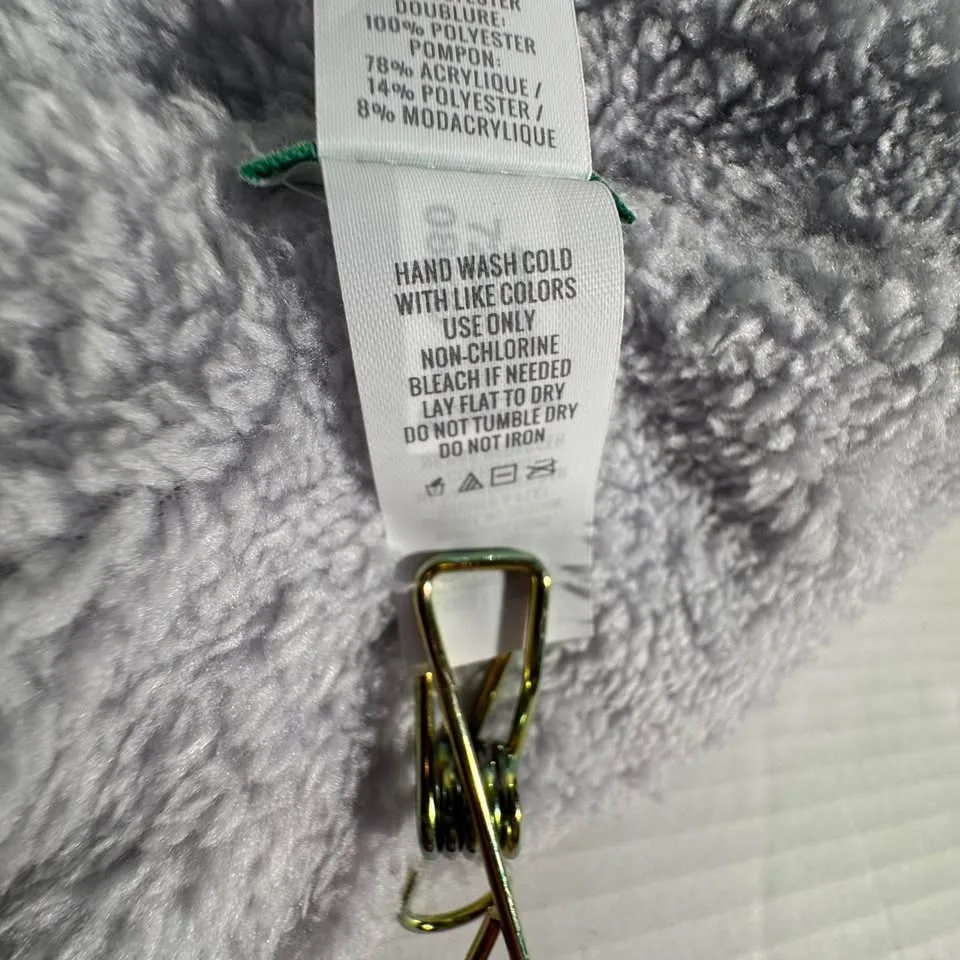 DOUBLURE:
100% POLYESTER
POMPON:
78% ACRYLIQUE /
14% POLYESTER /
8% MODACRYLIQUE
HAND WASH COLD
WITH LIKE COLORS
USE ONLY
NON-CHLORINE
BLEACH IF NEEDED
LAY FLAT TO DRY
DO NOT TUMBLE DRY
DO NOT IRON